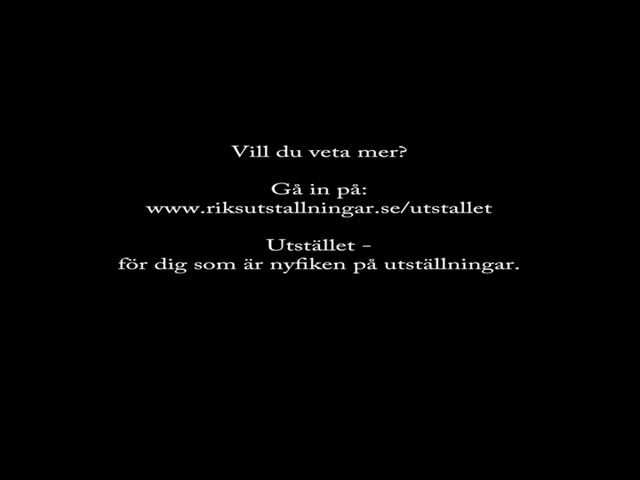 Vill du veta mer?
Gå in på:
www.riksutstallningar.se/utstallet
Utstället –
för dig som är nyfiken på utställningar.